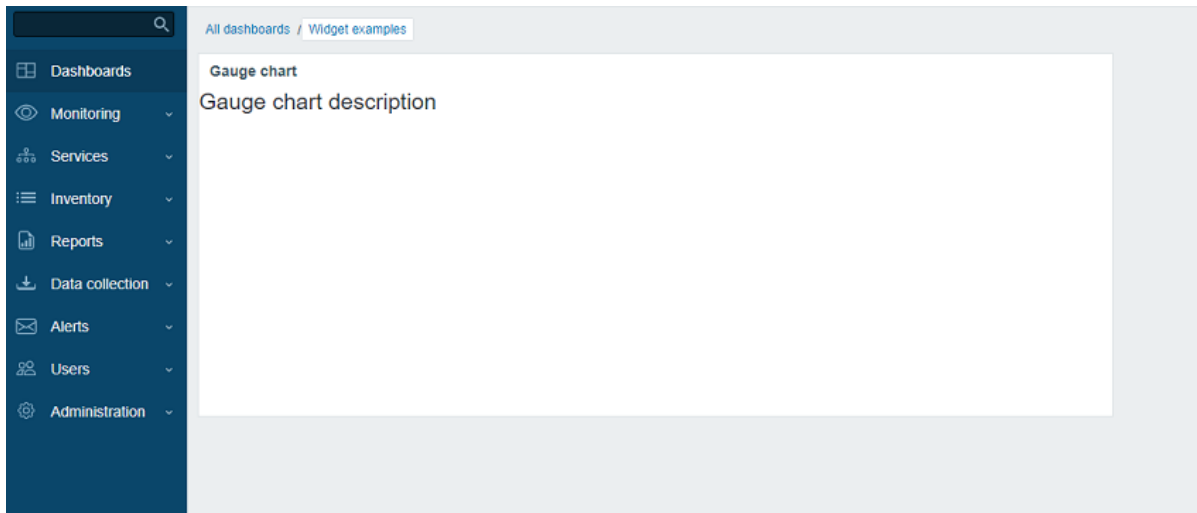 All dashboards / Widget examples
Dashboards
Monitoring
Services
Inventory
Reports
Data collection
Alerts
Users
Administration
Gauge chart
Gauge chart description